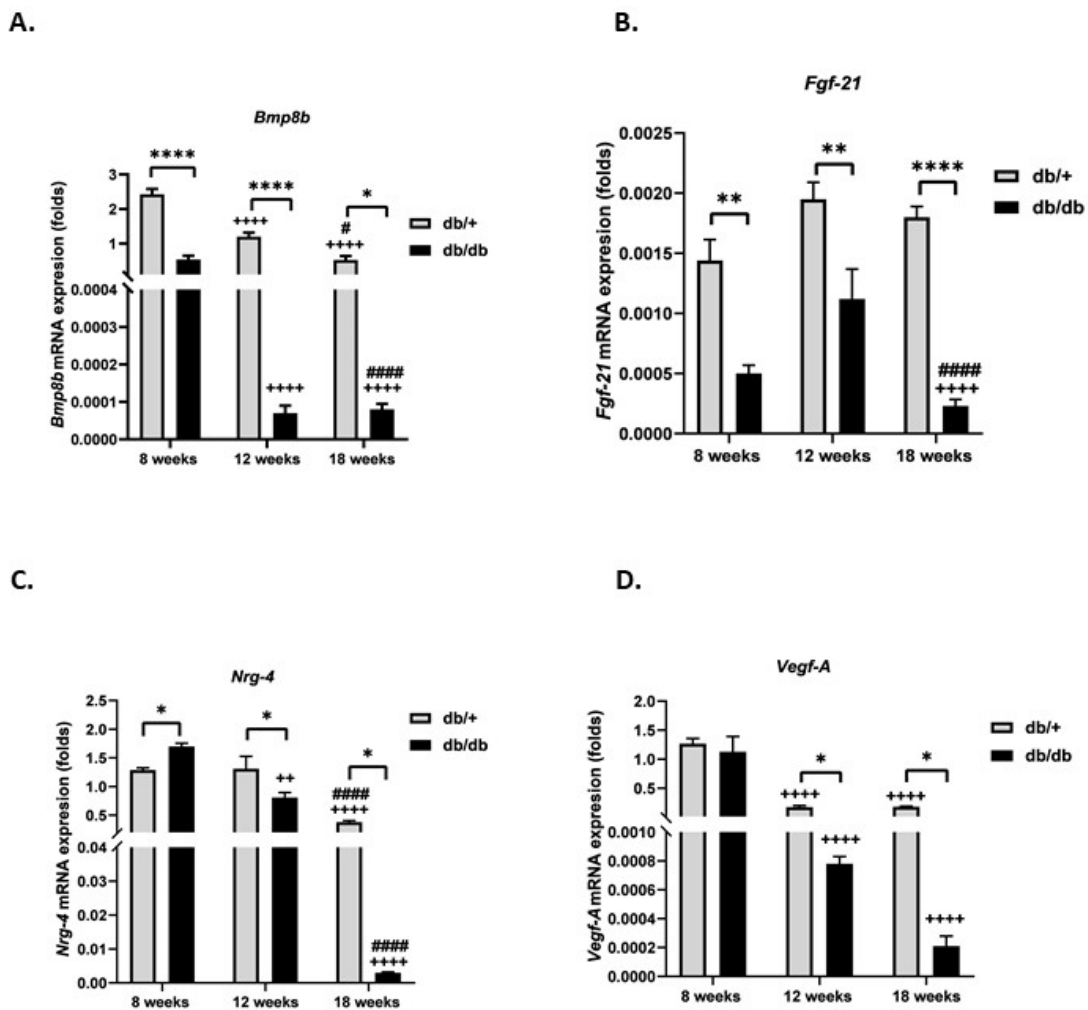 A.
Bmp8b
Bmp8b mRNA expresion (folds)
3
2
1
0.0004
0.0003
0.0002
0.0001
0.0000
****
****
*
++++
#
++++
++++
####
++++
8 weeks
12 weeks
18 weeks
db/+
db/db
B.
Fgf-21
Fgf-21 mRNA expresion (folds)
0.0025
0.0020
0.0015
0.0010
0.0005
0.0000
**
**
****
####
++++
8 weeks
12 weeks
18 weeks
db/+
db/db
C.
Nrg-4
Nrg-4 mRNA expresion (folds)
2.5
2.0
1.5
1.0
0.5
0.04
0.03
0.02
0.01
0.00
*
*
*
++
####
++++
####
++++
8 weeks
12 weeks
18 weeks
db/+
db/db
D.
Vegf-A
Vegf-A mRNA expresion (folds)
2.5
2.0
1.5
1.0
0.5
0.0010
0.0008
0.0006
0.0004
0.0002
0.0000
*
*
++++
++++
++++
++++
8 weeks
12 weeks
18 weeks
db/+
db/db